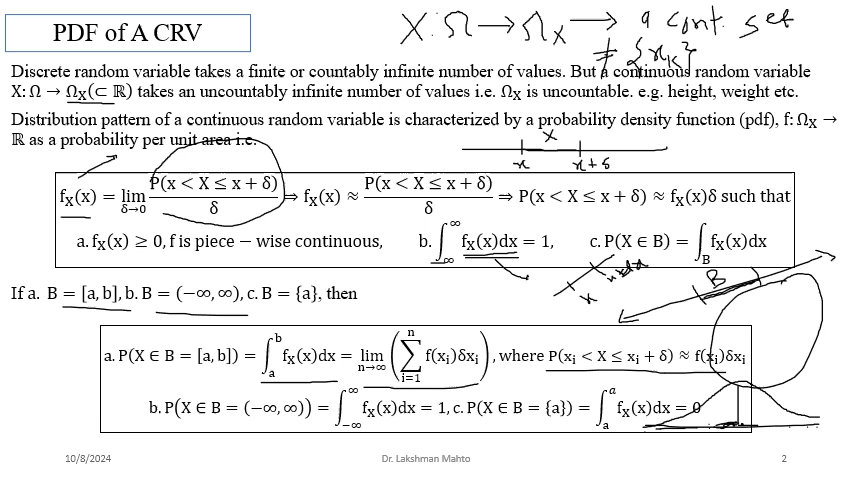 PDF of A CRV
X: Ω → Ω_X → a cont. set
≠ {x_k}
Discrete random variable takes a finite or countably infinite number of values. But a continuous random variable
X: Ω → Ω_X(⊂ ℝ) takes an uncountably infinite number of values i.e. Ω_X is uncountable. e.g. height, weight etc.
Distribution pattern of a continuous random variable is characterized by a probability density function (pdf), f: Ω_X →
ℝ as a probability per unit area i.e.
X
x x+δ
f_X(x) = lim_{δ→0} P(x < X ≤ x + δ)/δ ⇒ f_X(x) ≈ P(x < X ≤ x + δ)/δ ⇒ P(x < X ≤ x + δ) ≈ f_X(x)δ such that
a. f_X(x) ≥ 0, f is piece − wise continuous, b. ∫_{−∞}^{∞} f_X(x)dx = 1, c. P(X ∈ B) = ∫_B f_X(x)dx
x x+dx
B
If a. B = [a, b], b. B = (−∞, ∞), c. B = {a}, then
a. P(X ∈ B = [a, b]) = ∫_a^b f_X(x)dx = lim_{n→∞} (∑_{i=1}^{n} f(x_i)δx_i), where P(x_i < X ≤ x_i + δ) ≈ f(x_i)δx_i
b. P(X ∈ B = (−∞, ∞)) = ∫_{−∞}^{∞} f_X(x)dx = 1, c. P(X ∈ B = {a}) = ∫_a^a f_X(x)dx = 0
10/8/2024 Dr. Lakshman Mahto 2